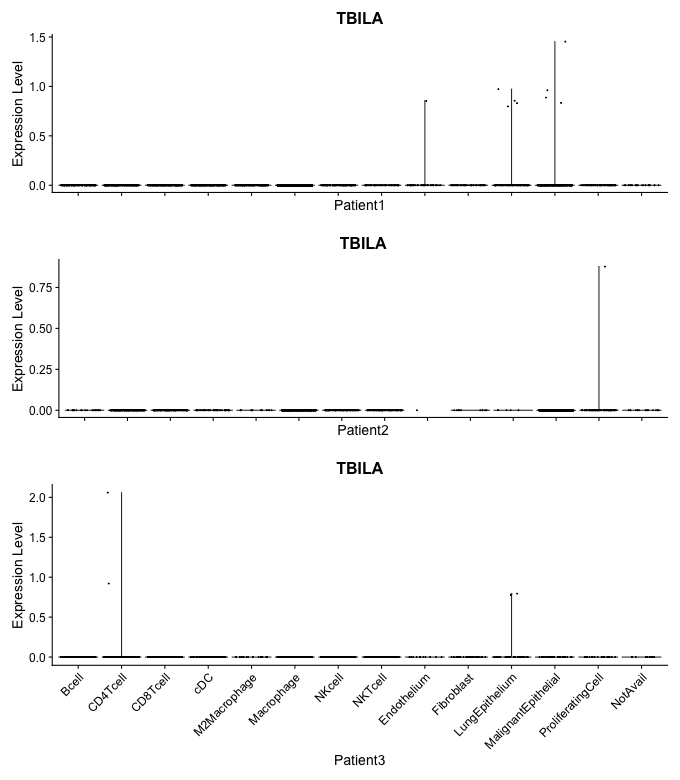 TBILA
Expression Level
1.5
1.0
0.5
0.0
Patient1
TBILA
Expression Level
0.75
0.50
0.25
0.00
Patient2
TBILA
Expression Level
2.0
1.5
1.0
0.5
0.0
Bcell
CD4Tcell
CD8Tcell
cDC
M2Macrophage
Macrophage
NKcell
NKTcell
Endothelium
Fibroblast
LungEpithelium
MalignantEpithelial
ProliferatingCell
NotAvail
Patient3